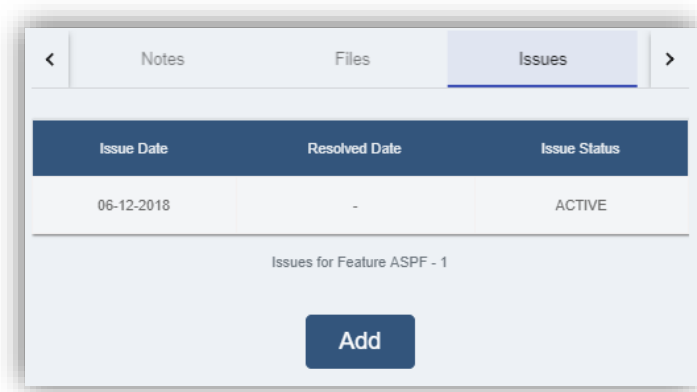 Notes Files Issues
Issue Date Resolved Date Issue Status
06-12-2018 - ACTIVE
Issues for Feature ASPF - 1
Add